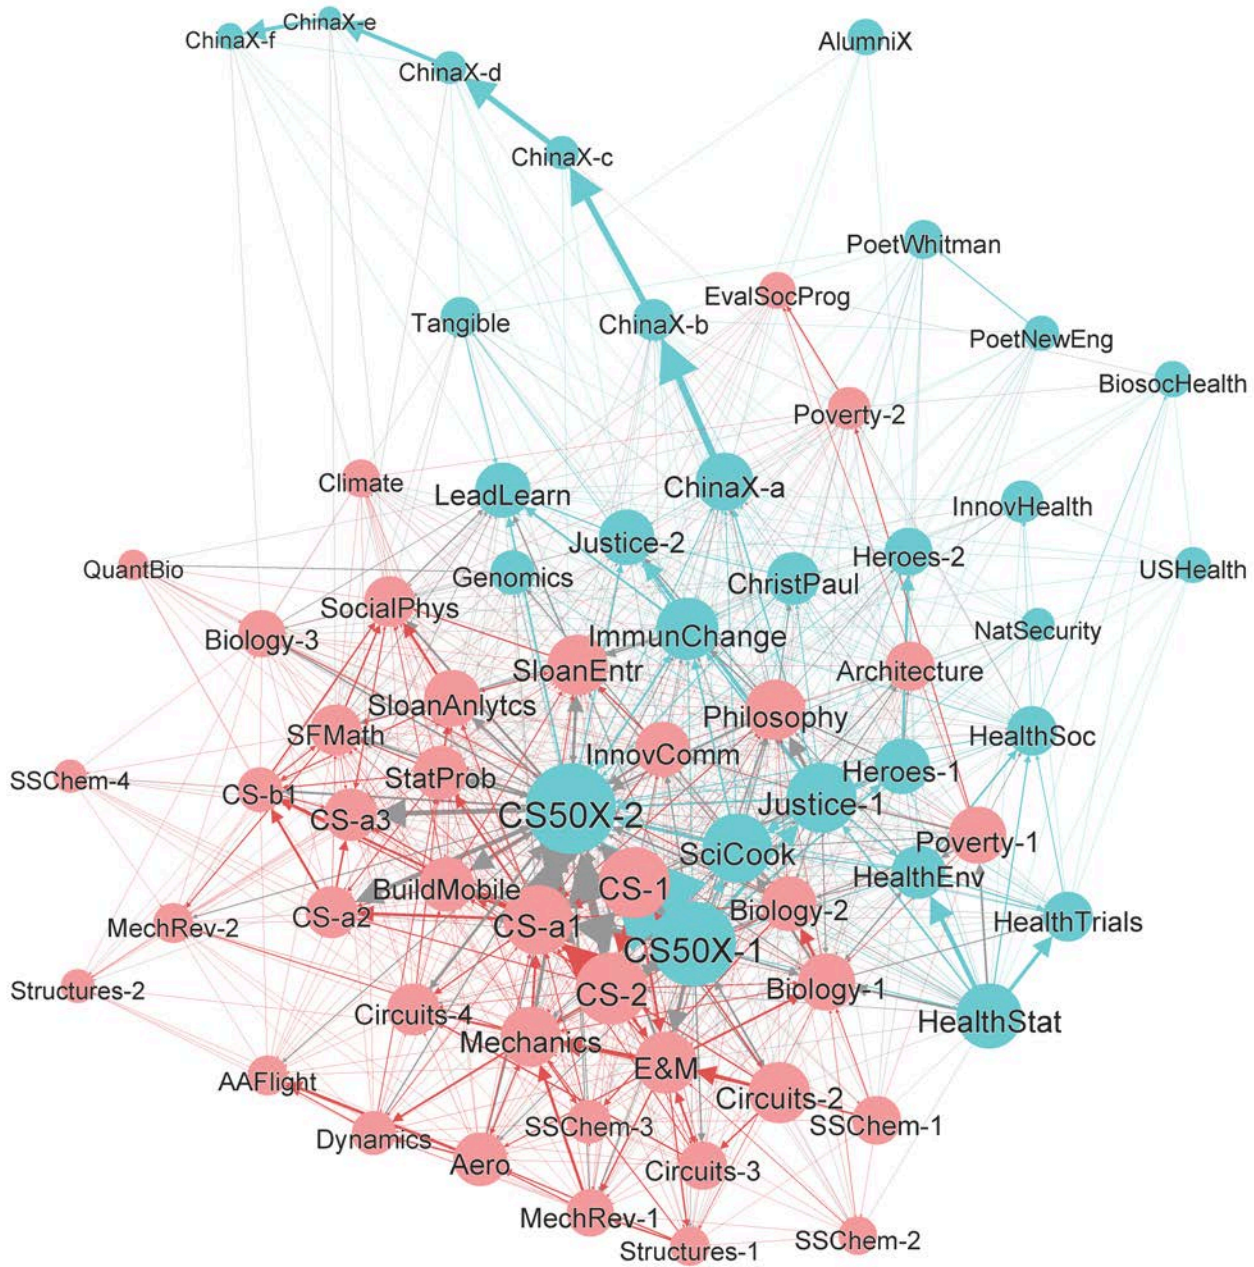 ChinaX-e
ChinaX-f
AlumniX
ChinaX-d
ChinaX-c
PoetWhitman
EvalSocProg
Tangible
ChinaX-b
PoetNewEng
BiosocHealth
Poverty-2
Climate
LeadLearn
ChinaX-a
InnovHealth
Justice-2
Heroes-2
QuantBio
Genomics
ChristPaul
USHealth
SocialPhys
Biology-3
ImmunChange
NatSecurity
SloanEntr
Architecture
SloanAnlytcs
Philosophy
SFMath
HealthSoc
InnovComm
SSChem-4
StatProb
Heroes-1
CS-b1
CS50X-2
Justice-1
CS-a3
Poverty-1
SciCook
HealthEnv
BuildMobile
CS-1
CS-a2
Biology-2
MechRev-2
CS-a1
HealthTrials
CS50X-1
Structures-2
CS-2
Biology-1
Circuits-4
HealthStat
Mechanics
E&M
AAFlight
Circuits-2
SSChem-3
SSChem-1
Dynamics
Aero
Circuits-3
MechRev-1
Structures-1
SSChem-2